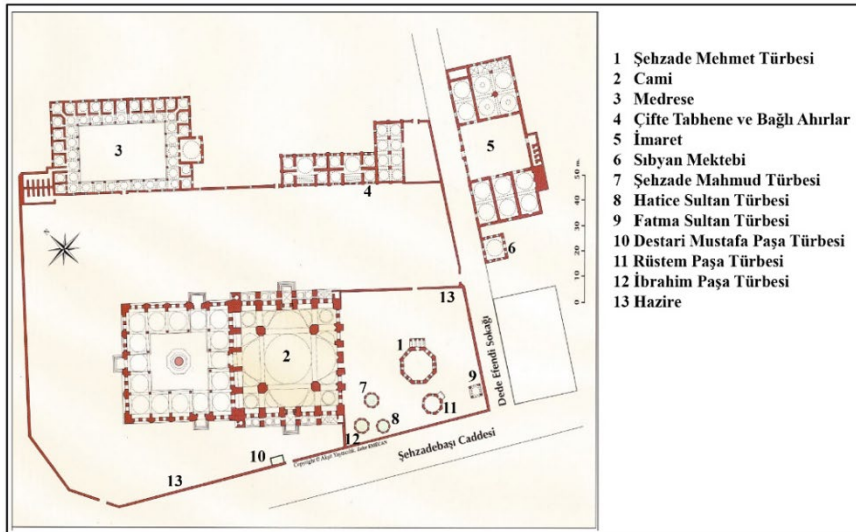 1 Şehzade Mehmet Türbesi
2 Cami
3 Medrese
4 Çifte Tabhene ve Bağlı Ahırlar
5 İmaret
6 Sıbyan Mektebi
7 Şehzade Mahmud Türbesi
8 Hatice Sultan Türbesi
9 Fatma Sultan Türbesi
10 Destari Mustafa Paşa Türbesi
11 Rüstem Paşa Türbesi
12 İbrahim Paşa Türbesi
13 Hazire
3
4
5
6
50 m.
40
30
20
10
0
13
2
1
7
8
9
11
12
10
13
Dede Efendi Sokağı
Şehzadebaşı Caddesi